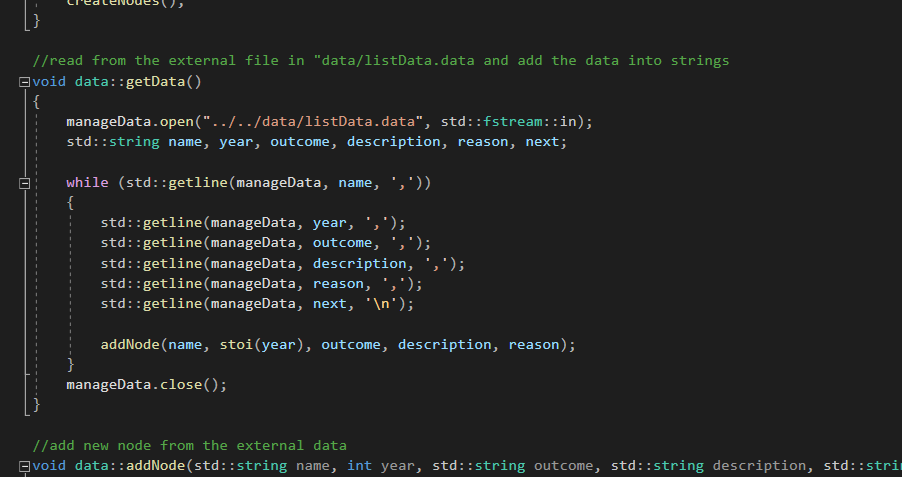 createNodes();
}
//read from the external file in "data/listData.data and add the data into strings
void data::getData()
{
manageData.open("../../data/listData.data", std::fstream::in);
std::string name, year, outcome, description, reason, next;
while (std::getline(manageData, name, ','))
{
std::getline(manageData, year, ',');
std::getline(manageData, outcome, ',');
std::getline(manageData, description, ',');
std::getline(manageData, reason, ',');
std::getline(manageData, next, '\n');
addNode(name, stoi(year), outcome, description, reason);
}
manageData.close();
}
//add new node from the external data
void data::addNode(std::string name, int year, std::string outcome, std::string description, std::stri